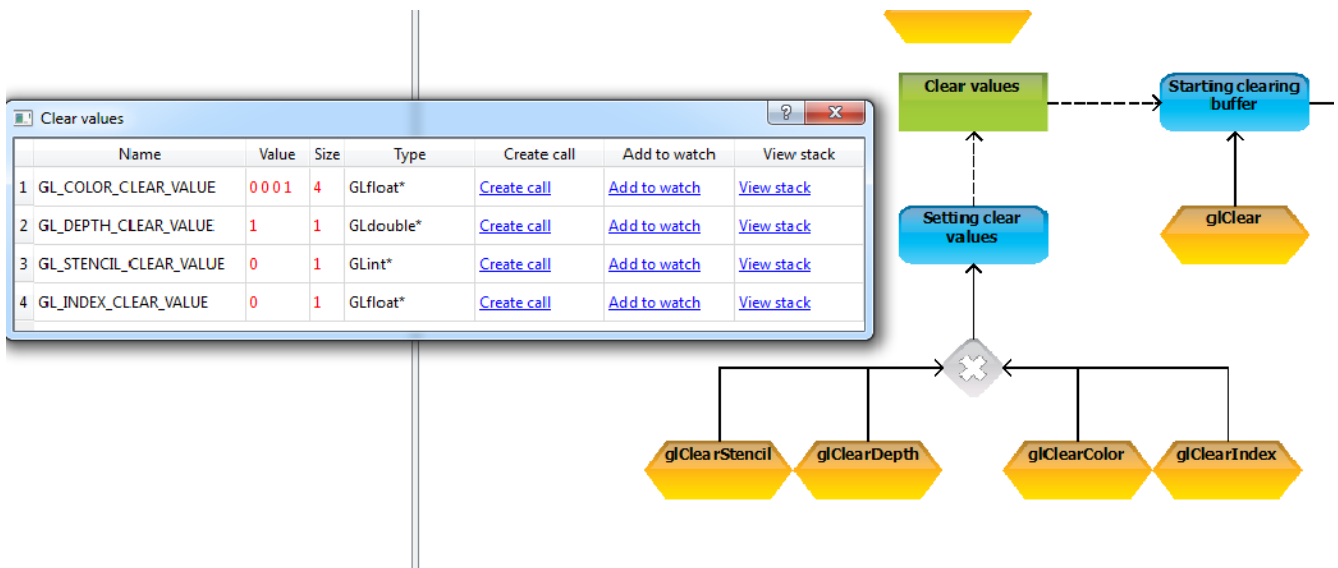 Clear values
Name Value Size Type Create call Add to watch View stack
1 GL_COLOR_CLEAR_VALUE 0 0 0 1 4 GLfloat* Create call Add to watch View stack
2 GL_DEPTH_CLEAR_VALUE 1 1 GLdouble* Create call Add to watch View stack
3 GL_STENCIL_CLEAR_VALUE 0 1 GLint* Create call Add to watch View stack
4 GL_INDEX_CLEAR_VALUE 0 1 GLfloat* Create call Add to watch View stack
Clear values
Starting clearing
buffer
Setting clear
values
glClear
glClearStencil
glClearDepth
glClearColor
glClearIndex